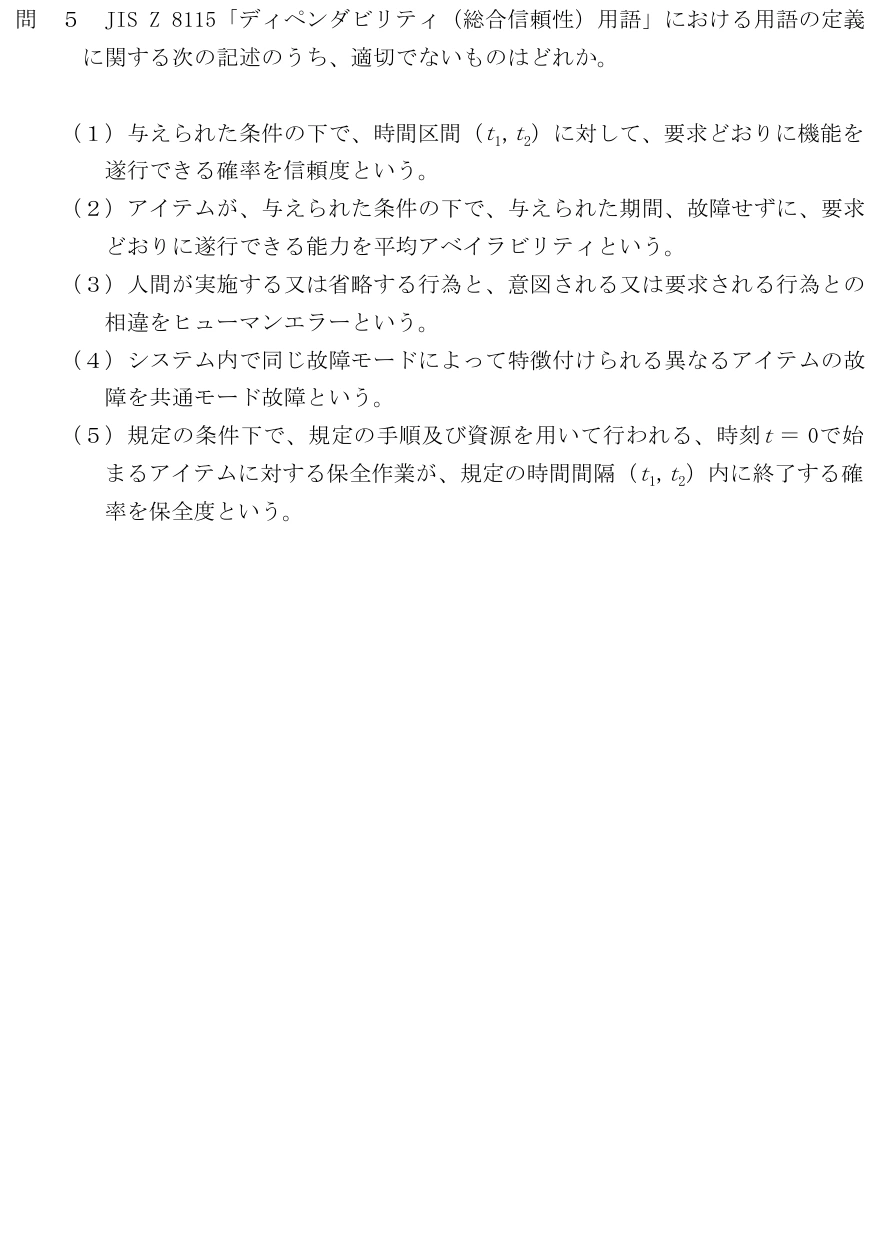 問　５　JIS Z 8115「ディペンダビリティ（総合信頼性）用語」における用語の定義
に関する次の記述のうち、適切でないものはどれか。
（１）与えられた条件の下で、時間区間（t₁, t₂）に対して、要求どおりに機能を
遂行できる確率を信頼度という。
（２）アイテムが、与えられた条件の下で、与えられた期間、故障せずに、要求
どおりに遂行できる能力を平均アベイラビリティという。
（３）人間が実施する又は省略する行為と、意図される又は要求される行為との
相違をヒューマンエラーという。
（４）システム内で同じ故障モードによって特徴付けられる異なるアイテムの故
障を共通モード故障という。
（５）規定の条件下で、規定の手順及び資源を用いて行われる、時刻t = 0で始
まるアイテムに対する保全作業が、規定の時間間隔（t₁, t₂）内に終了する確
率を保全度という。